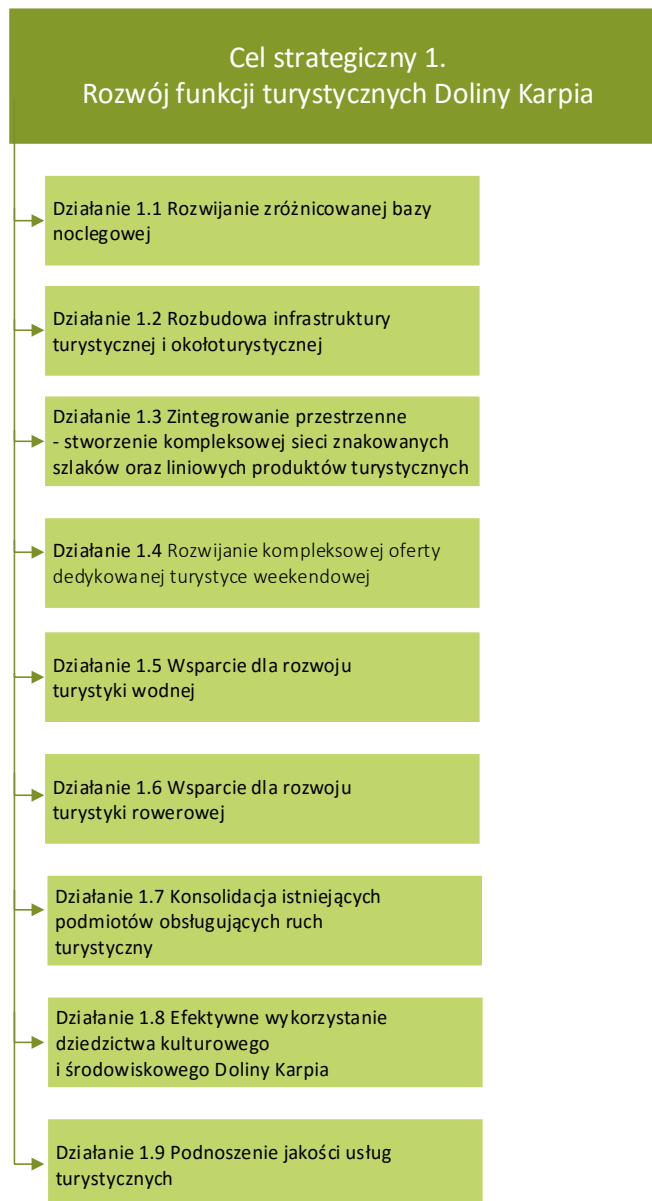 Cel strategiczny 1.
Rozwój funkcji turystycznych Doliny Karpia
Działanie 1.1 Rozwijanie zróżnicowanej bazy
noclegowej
Działanie 1.2 Rozbudowa infrastruktury
turystycznej i okołoturystycznej
Działanie 1.3 Zintegrowanie przestrzenne
- stworzenie kompleksowej sieci znakowanych
szlaków oraz liniowych produktów turystycznych
Działanie 1.4 Rozwijanie kompleksowej oferty
dedykowanej turystyce weekendowej
Działanie 1.5 Wsparcie dla rozwoju
turystyki wodnej
Działanie 1.6 Wsparcie dla rozwoju
turystyki rowerowej
Działanie 1.7 Konsolidacja istniejących
podmiotów obsługujących ruch
turystyczny
Działanie 1.8 Efektywne wykorzystanie
dziedzictwa kulturowego
i środowiskowego Doliny Karpia
Działanie 1.9 Podnoszenie jakości usług
turystycznych